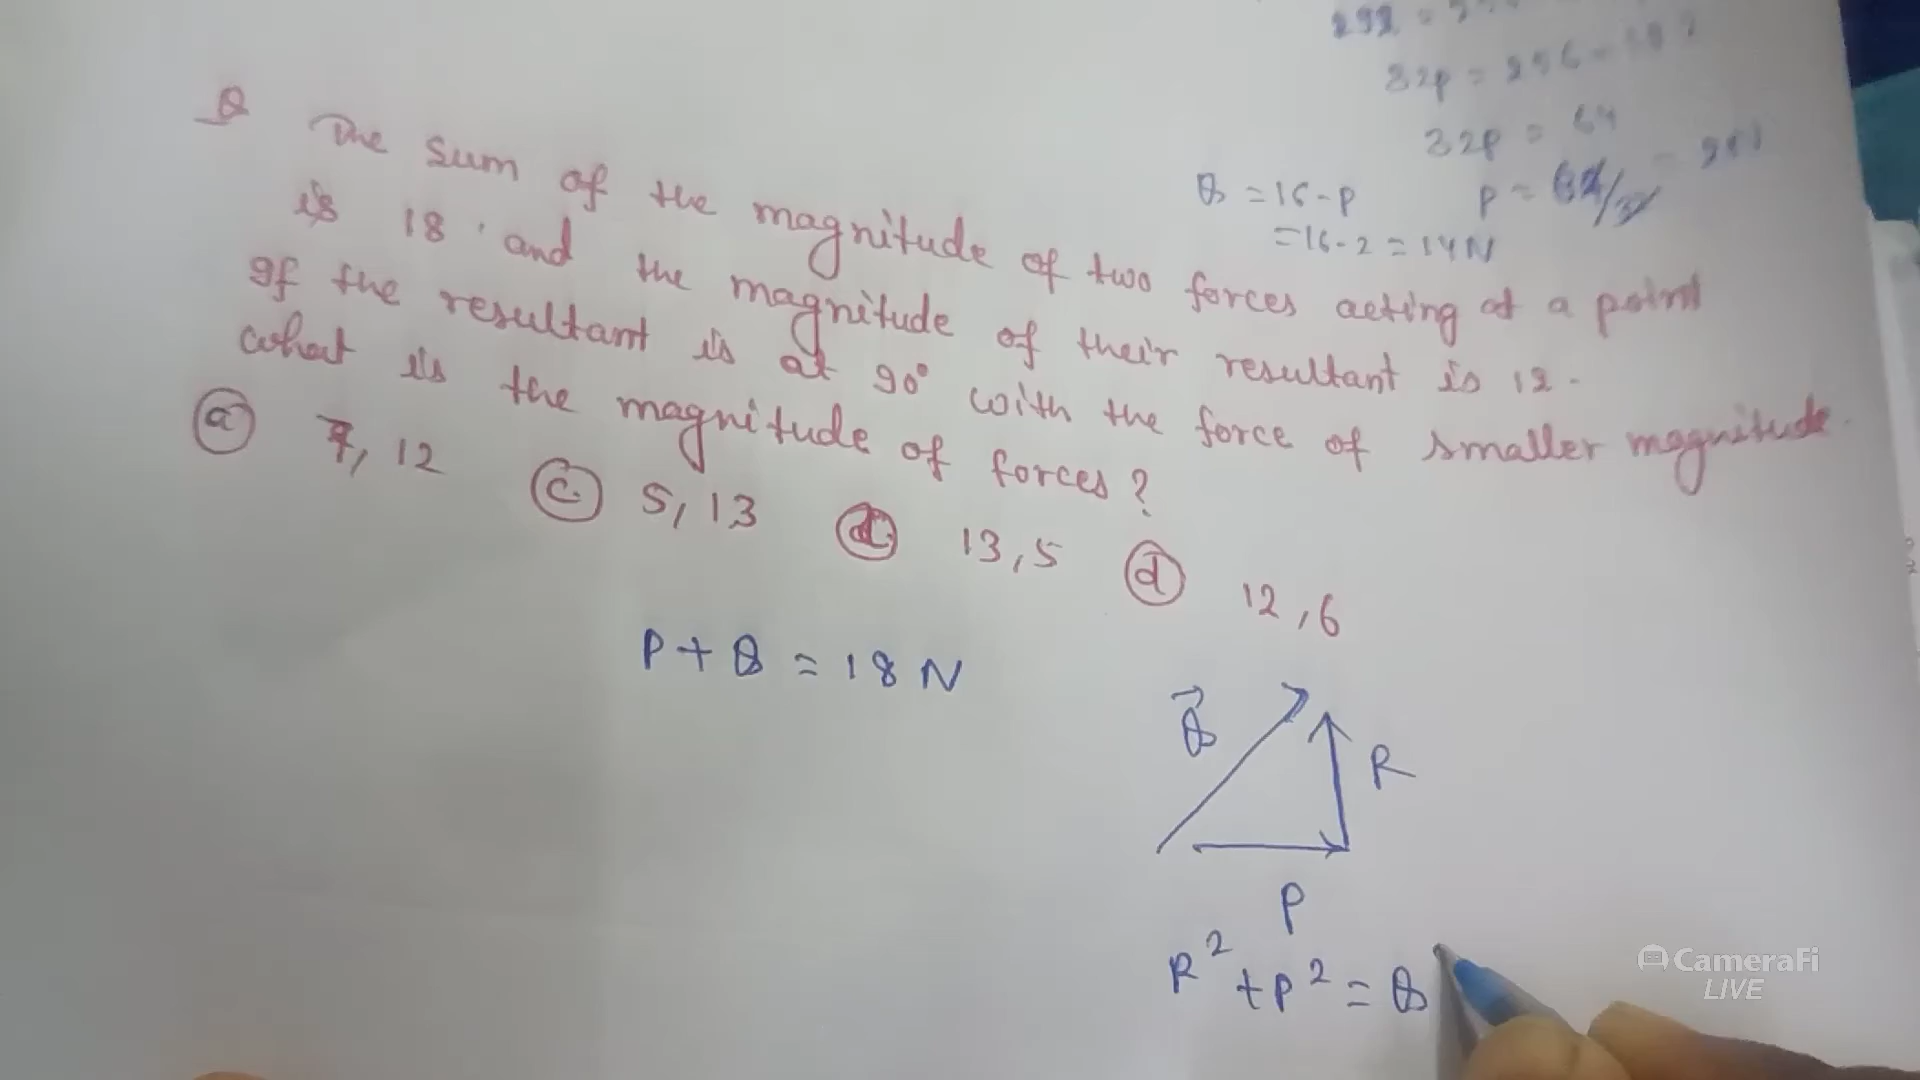 292 =
32p = 256 - 192
32p = 64
Q = 16-P
P =
=16-2 = 14N
Q The sum of the magnitude of two forces acting at a point
is 18 and the magnitude of their resultant is 12.
If the resultant is at 90° with the force of smaller magnitude.
what is the magnitude of forces?
(a) 7, 12 (c) 5, 13 (d) 13, 5 (d) 12, 6
P + Q = 18 N
Q
R
P
R² + P² = Q
CameraFi
LIVE